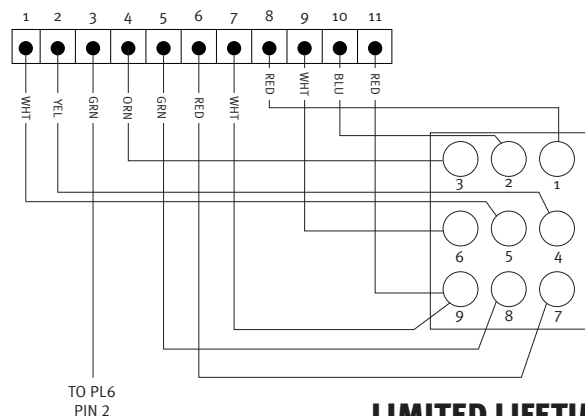 1 2 3 4 5 6 7 8 9 10 11
WHT YEL GRN ORN GRN RED WHT RED WHT BLU RED
3 2 1
6 5 4
9 8 7
TO PL6
PIN 2
LIMITED